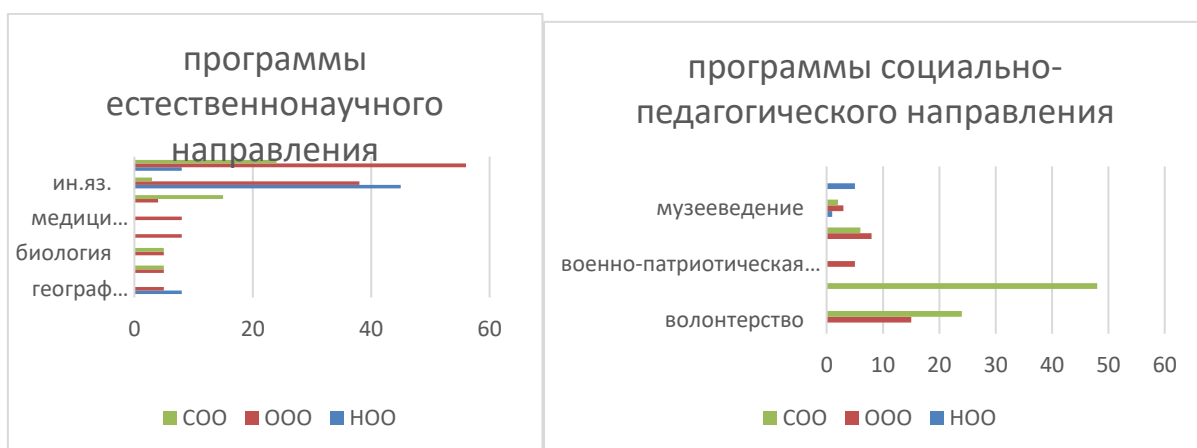 программы
естественнонаучного
направления
ин.яз.
медици...
биология
географ...
0 20 40 60
СОО ООО НОО
программы социально-
педагогического направления
музееведение
военно-патриотическая...
волонтерство
0 10 20 30 40 50 60
СОО ООО НОО